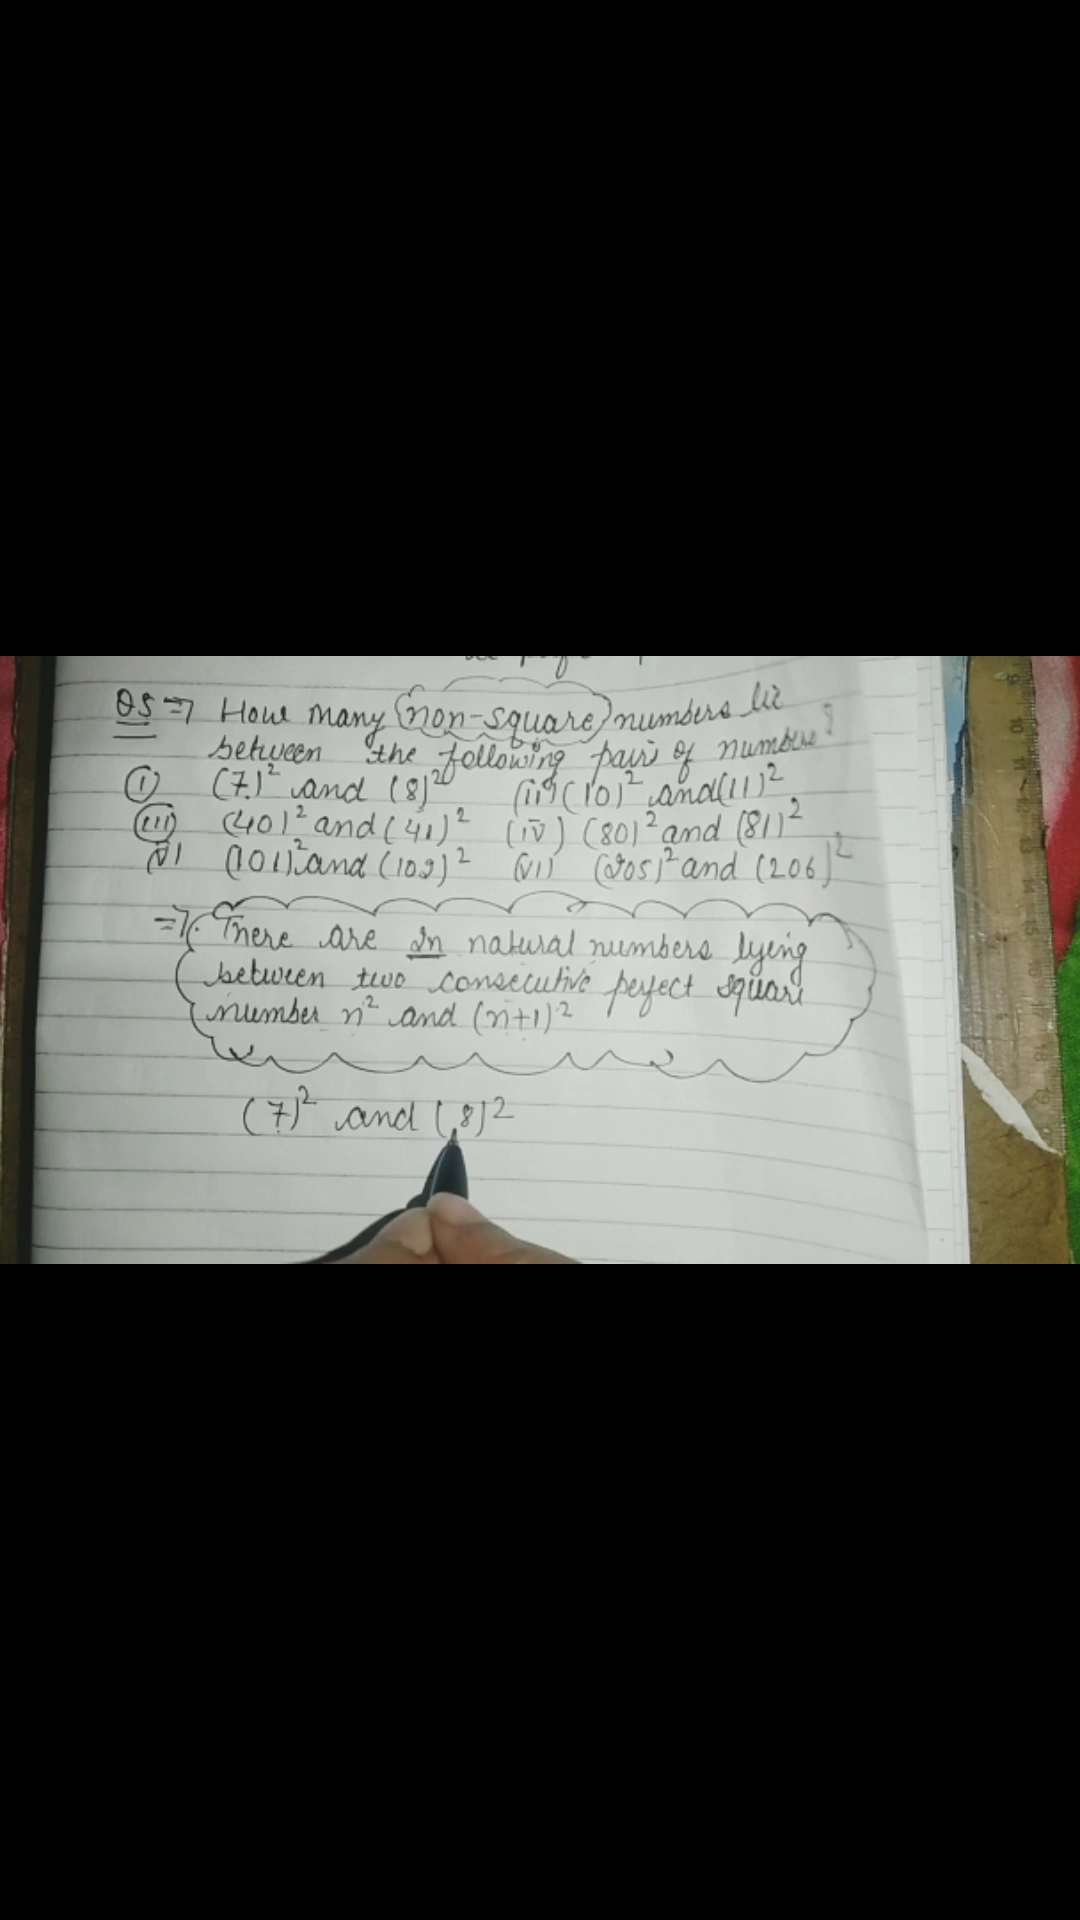 Q5 ⇒ How many non-square numbers lie
between the following pairs of numbers?
(i) (7)² and (8)² (ii) (10)² and (11)²
(iii) (40)² and (41)² (iv) (80)² and (81)²
(v) (101)² and (102)² (vi) (205)² and (206)²
⇒ There are 2n natural numbers lying
between two consecutive perfect square
number n² and (n+1)²
(7)² and (8)²